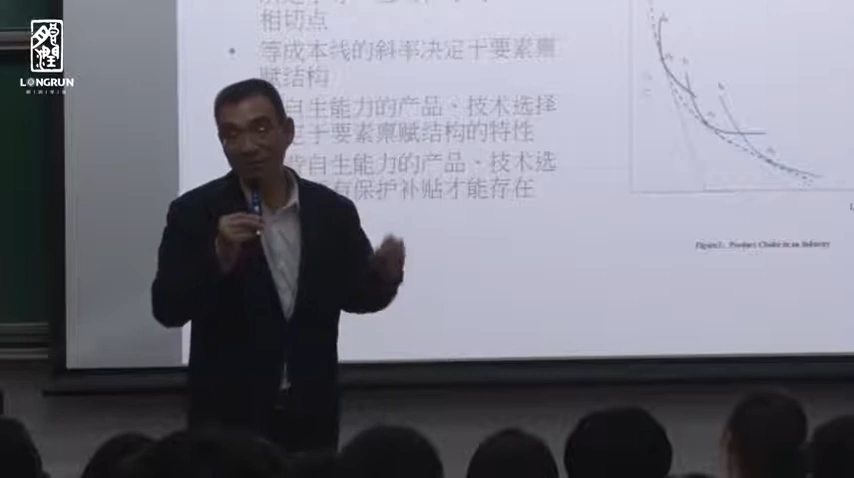 LONGRUN
相切点
• 等成本线的斜率决定于要素禀
赋结构
自生能力的产品、技术选择
于要素禀赋结构的特性
自生能力的产品、技术选
有保护补贴才能存在
Product Choice in an Industry